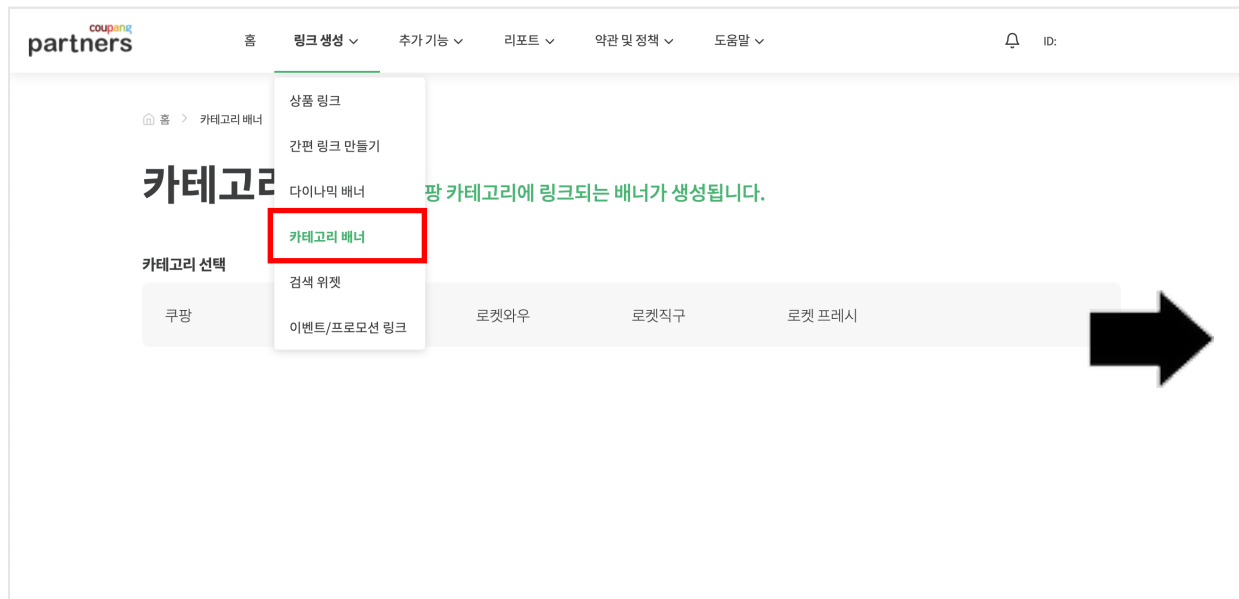 coupang
partners
홈 링크 생성 추가 기능 리포트 약관 및 정책 도움말 ID:
홈 > 카테고리 배너
상품 링크
간편 링크 만들기
다이나믹 배너
카테고리 배너
검색 위젯
이벤트/프로모션 링크
카테고
팡 카테고리에 링크되는 배너가 생성됩니다.
카테고리 선택
쿠팡 로켓와우 로켓직구 로켓 프레시